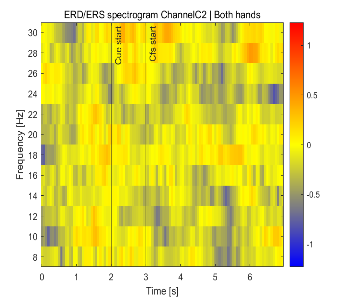 ERD/ERS spectrogram ChannelC2 | Both hands
30
28
26
24
22
20
18
16
14
12
10
8
Frequency [Hz]
Cue start
Cfs start
0 1 2 3 4 5 6
Time [s]
1
0.5
0
-0.5
-1